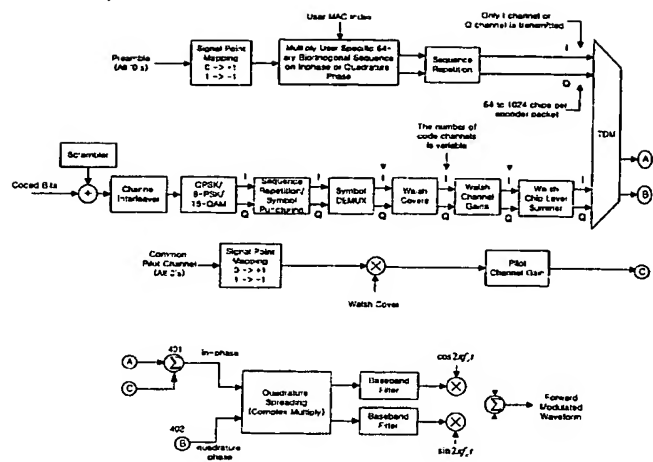 User MAC Index
Only I channel or
Q channel is transmitted
Preamble
(All '0's)
Signal Point
Mapping
0 -> +1
1 -> -1
Multiply User Specific 64-
ary Biorthogonal Sequence
on Inphase or Quadrature
Phase
Sequence
Repetition
I
Q
64 to 1024 chips per
encoder packet
TDM
The number of
code channels
is variable
A
B
Scrambler
Coded Bits
+
Channel
Interleaver
QPSK/
8-PSK/
16-QAM
I
Q
Sequence
Repetition/
Symbol
Puncturing
I
Q
Symbol
DEMUX
I
Q
Walsh
Covers
I
Q
Walsh
Channel
Gains
I
Q
Walsh
Chip Level
Summer
I
Q
Common
Pilot Channel
(All 0's)
Signal Point
Mapping
0 -> +1
1 -> -1
Walsh Cover
Pilot
Channel Gain
C
A
C
401
Σ
in-phase
402
B
quadrature
phase
Quadrature
Spreading
(Complex Multiply)
Baseband
Filter
Baseband
Filter
cos2πf_ct
sin2πf_ct
Σ
Forward
Modulated
Waveform